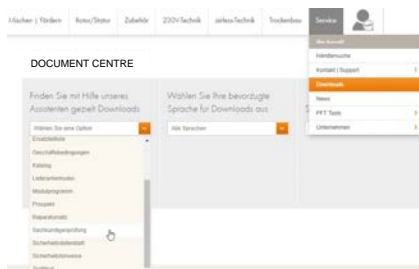 Mischen | Fördern Rotor/Stator Zubehör 230V-Technik airless-Technik Trockenbau Service
Händlersuche
Kontakt | Support
Downloads
News
PFT Tools
Unternehmen
DOCUMENT CENTRE
Finden Sie mit Hilfe unseres
Assistenten gezielt Downloads
Wählen Sie eine Option
Ersatzteilliste
Geschäftsbedingungen
Katalog
Lieferantenkodex
Modulprogramm
Prospekt
Reparatursatz
Sachkundigenprüfung
Sicherheitsdatenblatt
Sicherheitshinweise
Wählen Sie Ihre bevorzugte
Sprache für Downloads aus
Alle Sprachen
S